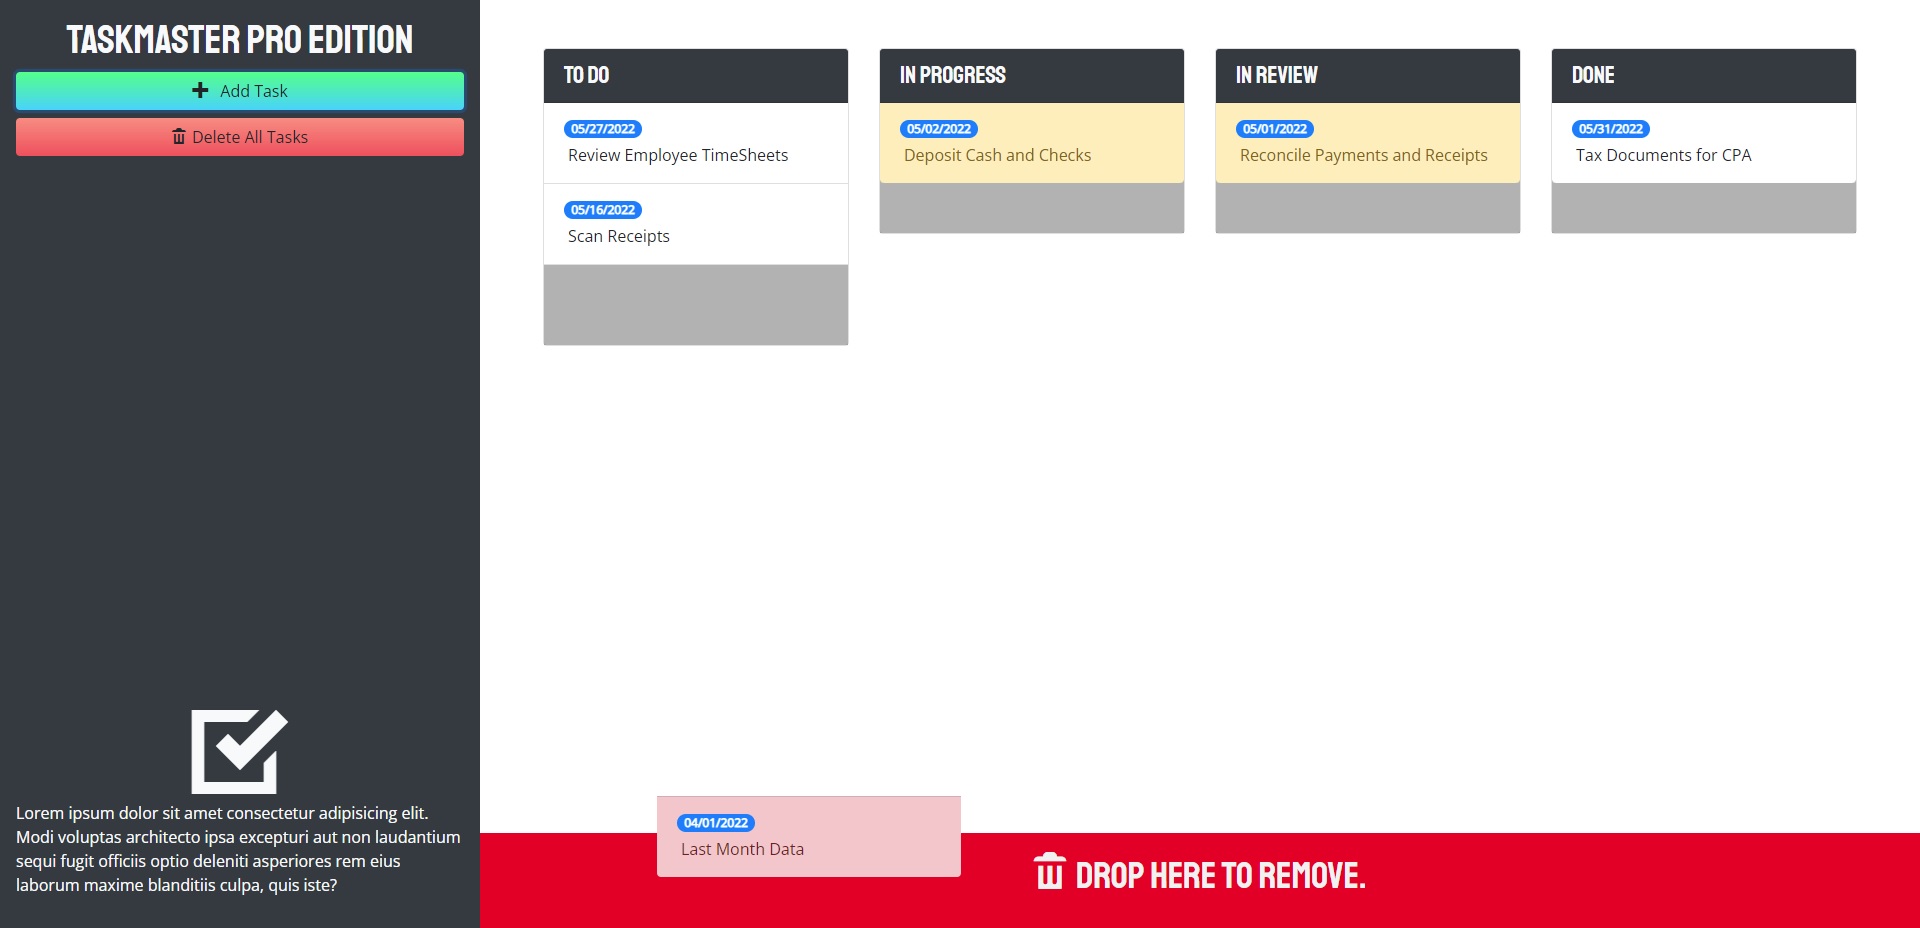 TASKMASTER PRO EDITION
Add Task
Delete All Tasks
Lorem ipsum dolor sit amet consectetur adipisicing elit.
Modi voluptas architecto ipsa excepturi aut non laudantium
sequi fugit officiis optio deleniti asperiores rem eius
laborum maxime blanditiis culpa, quis iste?
TO DO
05/27/2022
Review Employee TimeSheets
05/16/2022
Scan Receipts
IN PROGRESS
05/02/2022
Deposit Cash and Checks
IN REVIEW
05/01/2022
Reconcile Payments and Receipts
DONE
05/31/2022
Tax Documents for CPA
04/01/2022
Last Month Data
DROP HERE TO REMOVE.